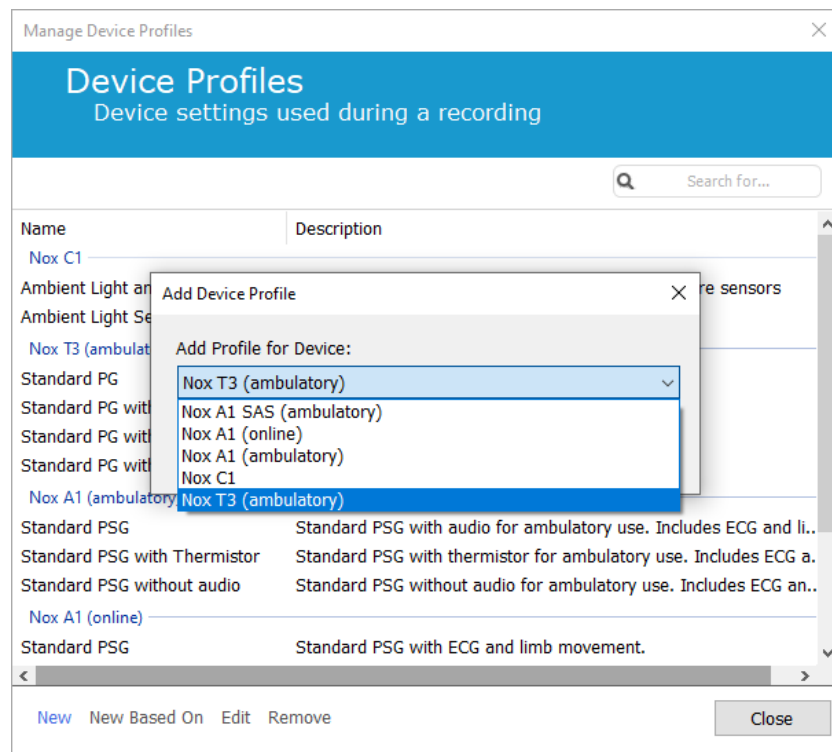 Manage Device Profiles
Device Profiles
Device settings used during a recording
Search for...
Name Description
Nox C1
Ambient Light an re sensors
Ambient Light Se
Nox T3 (ambulat
Standard PG
Standard PG with
Standard PG with
Standard PG with
Add Device Profile
Add Profile for Device:
Nox T3 (ambulatory)
Nox A1 SAS (ambulatory)
Nox A1 (online)
Nox A1 (ambulatory)
Nox C1
Nox T3 (ambulatory)
Nox A1 (ambulatory
Standard PSG Standard PSG with audio for ambulatory use. Includes ECG and li..
Standard PSG with Thermistor Standard PSG with thermistor for ambulatory use. Includes ECG a.
Standard PSG without audio Standard PSG without audio for ambulatory use. Includes ECG an..
Nox A1 (online)
Standard PSG Standard PSG with ECG and limb movement.
New New Based On Edit Remove Close